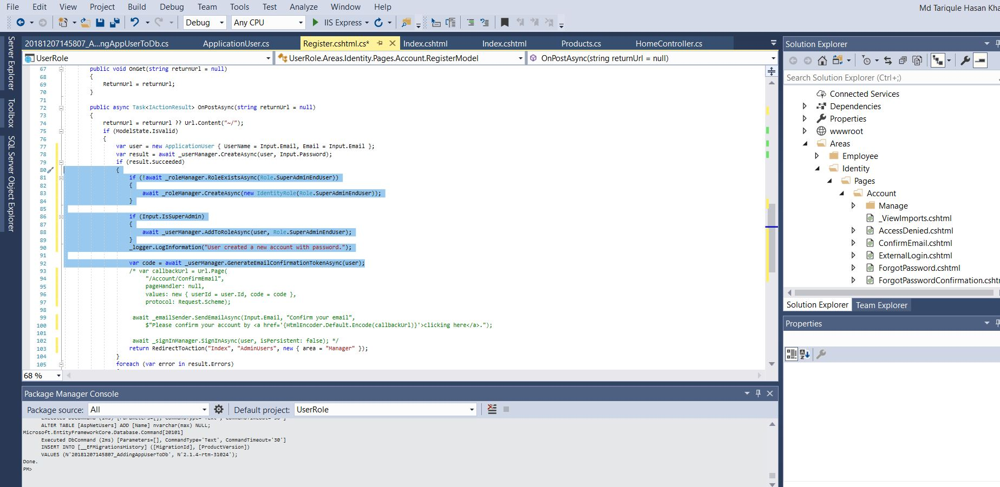 File Edit View Project Build Debug Team Tools Test Analyze Window Help
Md Tariqule Hasan Kha
Debug Any CPU IIS Express
Server Explorer
Toolbox
SQL Server Object Explorer
20181207145807_A...ngAppUserToDb.cs ApplicationUser.cs Register.cshtml.cs* Index.cshtml Index.cshtml Products.cs HomeController.cs
UserRole UserRole.Areas.Identity.Pages.Account.RegisterModel OnPostAsync(string returnUrl = null)
67 public void OnGet(string returnUrl = null)
68 {
69 ReturnUrl = returnUrl;
70 }
71
72 public async Task<IActionResult> OnPostAsync(string returnUrl = null)
73 {
74 returnUrl = returnUrl ?? Url.Content("~/");
75 if (ModelState.IsValid)
76 {
77 var user = new ApplicationUser { UserName = Input.Email, Email = Input.Email };
78 var result = await _userManager.CreateAsync(user, Input.Password);
79 if (result.Succeeded)
80 {
81 if (!await _roleManager.RoleExistsAsync(Role.SuperAdminEndUser))
82 {
83 await _roleManager.CreateAsync(new IdentityRole(Role.SuperAdminEndUser));
84 }
85
86 if (Input.IsSuperAdmin)
87 {
88 await _userManager.AddToRoleAsync(user, Role.SuperAdminEndUser);
89 }
90 _logger.LogInformation("User created a new account with password.");
91
92 var code = await _userManager.GenerateEmailConfirmationTokenAsync(user);
93 /* var callbackUrl = Url.Page(
94 "/Account/ConfirmEmail",
95 pageHandler: null,
96 values: new { userId = user.Id, code = code },
97 protocol: Request.Scheme);
98
99 await _emailSender.SendEmailAsync(Input.Email, "Confirm your email",
100 $"Please confirm your account by <a href='{HtmlEncoder.Default.Encode(callbackUrl)}'>clicking here</a>.");
101
102 await _signInManager.SignInAsync(user, isPersistent: false); */
103 return RedirectToAction("Index", "AdminUsers", new { area = "Manager" });
104 }
105 foreach (var error in result.Errors)
68 %
Package Manager Console
Package source: All Default project: UserRole
Executed DbCommand (1ms) [Parameters=[], CommandType='Text', CommandTimeout='30']
ALTER TABLE [AspNetUsers] ADD [Name] nvarchar(max) NULL;
Microsoft.EntityFrameworkCore.Database.Command[20101]
Executed DbCommand (2ms) [Parameters=[], CommandType='Text', CommandTimeout='30']
INSERT INTO [__EFMigrationsHistory] ([MigrationId], [ProductVersion])
VALUES (N'20181207145807_AddingAppUserToDb', N'2.1.4-rtm-31024');
Done.
PM>
Solution Explorer
Search Solution Explorer (Ctrl+;)
Connected Services
Dependencies
Properties
wwwroot
Areas
Employee
Identity
Pages
Account
Manage
_ViewImports.cshtml
AccessDenied.cshtml
ConfirmEmail.cshtml
ExternalLogin.cshtml
ForgotPassword.cshtml
ForgotPasswordConfirmation.csht
Solution Explorer Team Explorer
Properties